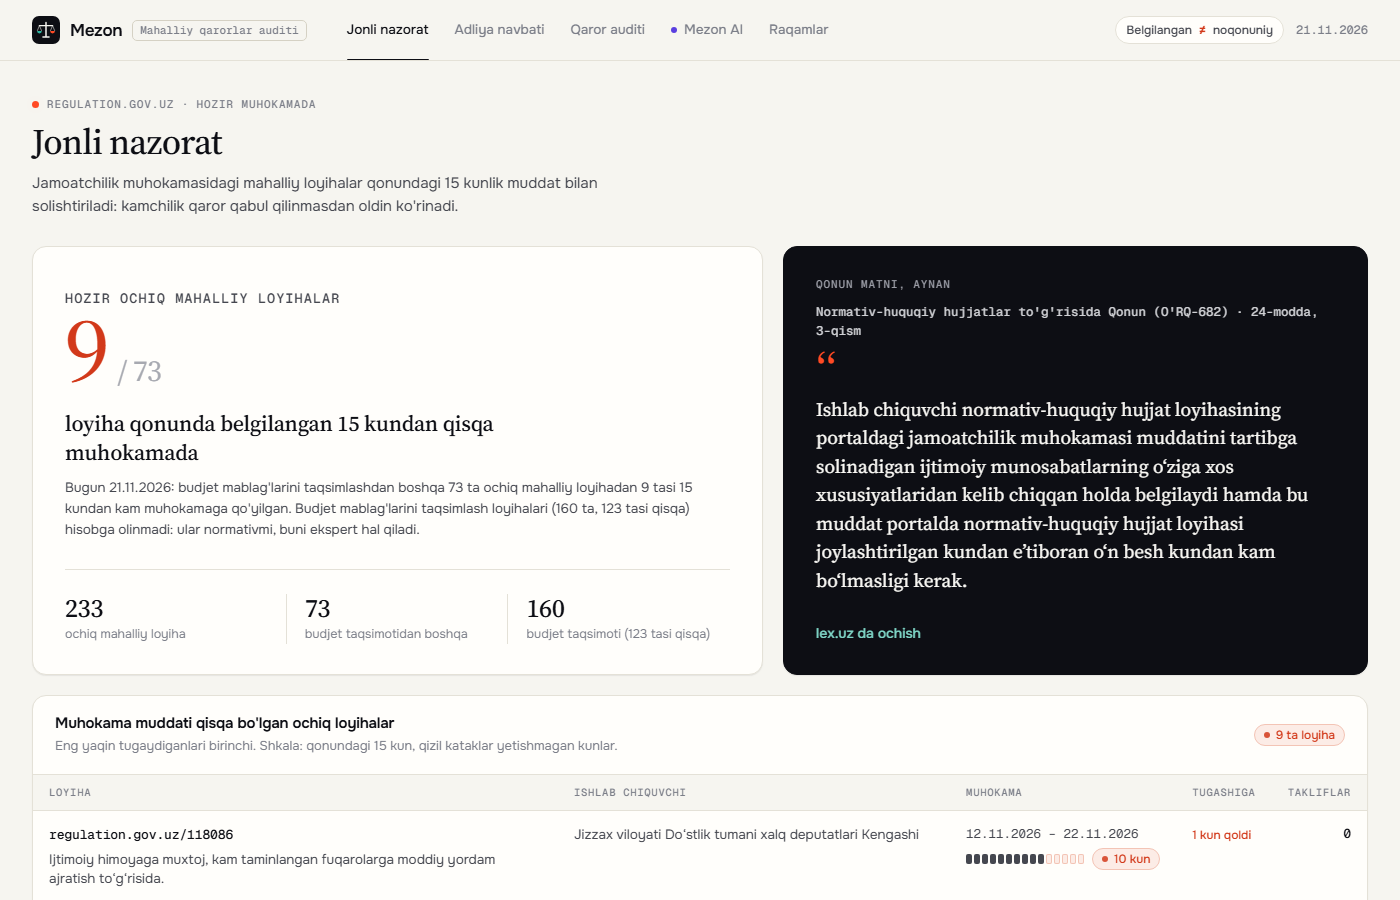 Mezon
Mahalliy qarorlar auditi
Jonli nazorat
Adliya navbati
Qaror auditi
Mezon AI
Raqamlar
Belgilangan ≠ noqonuniy
21.11.2026
REGULATION.GOV.UZ · HOZIR MUHOKAMADA
Jonli nazorat
Jamoatchilik muhokamasidagi mahalliy loyihalar qonundagi 15 kunlik muddat bilan
solishtiriladi: kamchilik qaror qabul qilinmasdan oldin ko'rinadi.
HOZIR OCHIQ MAHALLIY LOYIHALAR
9 / 73
loyiha qonunda belgilangan 15 kundan qisqa
muhokamada
Bugun 21.11.2026: budjet mablag'larini taqsimlashdan boshqa 73 ta ochiq mahalliy loyihadan 9 tasi 15
kundan kam muhokamaga qo'yilgan. Budjet mablag'larini taqsimlash loyihalari (160 ta, 123 tasi qisqa)
hisobga olinmadi: ular normativmi, buni ekspert hal qiladi.
233
ochiq mahalliy loyiha
73
budjet taqsimotidan boshqa
160
budjet taqsimoti (123 tasi qisqa)
QONUN MATNI, AYNAN
Normativ-huquqiy hujjatlar to'g'risida Qonun (O'RQ-682) · 24-modda,
3-qism
“
Ishlab chiquvchi normativ-huquqiy hujjat loyihasining
portaldagi jamoatchilik muhokamasi muddatini tartibga
solinadigan ijtimoiy munosabatlarning o‘ziga xos
xususiyatlaridan kelib chiqqan holda belgilaydi hamda bu
muddat portalda normativ-huquqiy hujjat loyihasi
joylashtirilgan kundan e’tiboran o‘n besh kundan kam
bo‘lmasligi kerak.
lex.uz da ochish
Muhokama muddati qisqa bo'lgan ochiq loyihalar
Eng yaqin tugaydiganlari birinchi. Shkala: qonundagi 15 kun, qizil kataklar yetishmagan kunlar.
9 ta loyiha
LOYIHA
ISHLAB CHIQUVCHI
MUHOKAMA
TUGASHIGA
TAKLIFLAR
regulation.gov.uz/118086
Ijtimoiy himoyaga muxtoj, kam taminlangan fuqarolarga moddiy yordam
ajratish to‘g‘risida.
Jizzax viloyati Do‘stlik tumani xalq deputatlari Kengashi
12.11.2026 – 22.11.2026
10 kun
1 kun qoldi
0